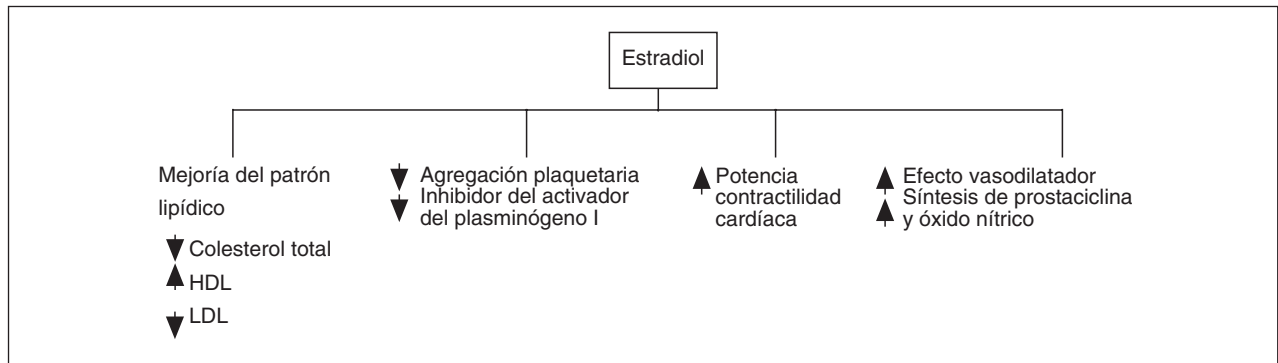 Estradiol
Mejoría del patrón
lipídico
Colesterol total
HDL
LDL
Agregación plaquetaria
Inhibidor del activador
del plasminógeno I
Potencia
contractilidad
cardíaca
Efecto vasodilatador
Síntesis de prostaciclina
y óxido nítrico